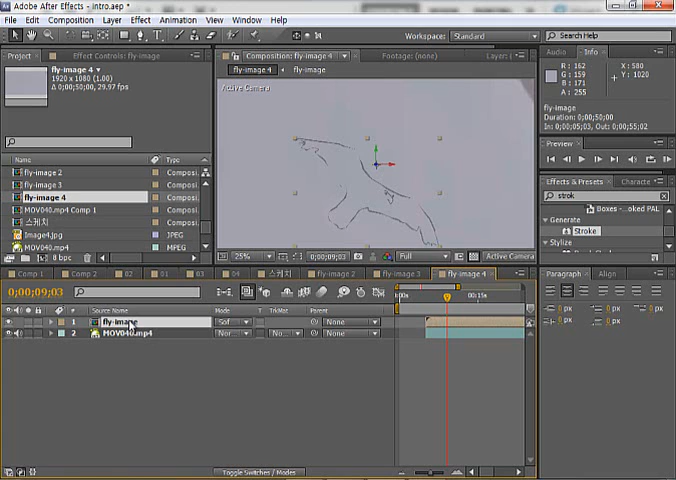 Adobe After Effects - intro.aep *
File Edit Composition Layer Effect Animation View Window Help
Workspace: Standard Search Help
Project Effect Controls: fly-image
fly-image 4
1920 x 1080 (1.00)
Δ 0;00;50;00, 29.97 fps
Name Type
fly-image 2 Composi
fly-image 3 Composi
fly-image 4 Composi
MOV040.mp4 Comp 1 Composi
스케치 Composi
Image4.jpg JPEG
MOV040.mp4 MPEG
8 bpc
Composition: fly-image 4 Footage: (none) Layer:
fly-image 4 fly-image
Active Camera
25% 0;00;09;03 Full Active Camera
Audio Info
R : 162
G : 159
B : 171
A : 255
X : 580
Y : 1020
fly-image
Duration: 0;00;50;00
In: 0;00;05;03, Out: 0;00;55;02
Preview
Effects & Presets Characte
strok
Boxes - ...oked PAL
Generate
Stroke
Stylize
Comp 1 Comp 2 02 01 03 04 스케치 fly-image 2 fly-image 3 fly-image 4
0;00;09;03
Source Name Mode T TrkMat Parent
1 fly-image Sof None
2 MOV040.mp4 Nor No... None
:00s 00:15s
Toggle Switches / Modes
Paragraph Align
0 px 0 px
0 px 0 px 0 px